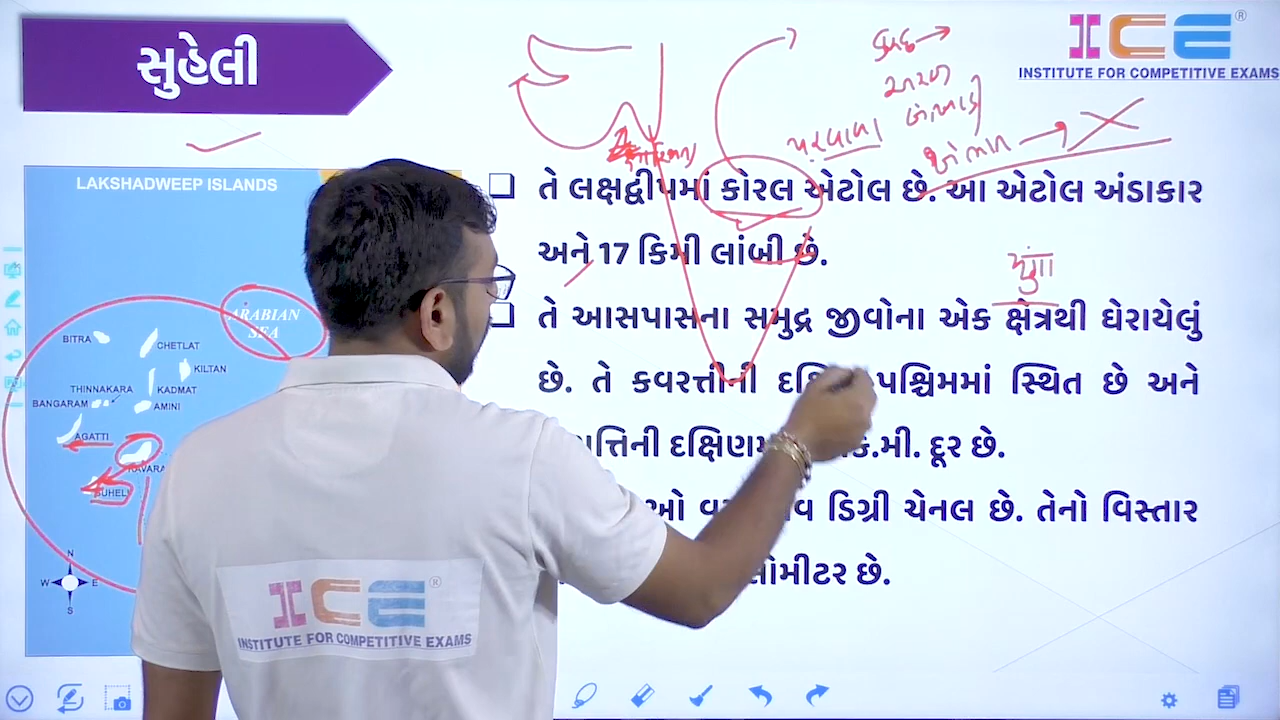 સુહેલી
ICE®
INSTITUTE FOR COMPETITIVE EXAMS
LAKSHADWEEP ISLANDS
ARABIAN
SEA
BITRA
CHETLAT
KILTAN
THINNAKARA
KADMAT
BANGARAM
AMINI
AGATTI
KAVARA
SUHELI
N
W E
S
પરવાળા
❑ તે લક્ષદ્વીપમાં કોરલ એટોલ છે. આ એટોલ અંડાકાર
અને 17 કિમી લાંબી છે.
❑ તે આસપાસના સમુદ્ર જીવોના એક ક્ષેત્રથી ઘેરાયેલું
છે. તે કવરત્તીની પશ્ચિમમાં સ્થિત છે અને
દૂર છે.
ડિગ્રી ચેનલ છે. તેનો વિસ્તાર
છે.
ICE®
INSTITUTE FOR COMPETITIVE EXAMS